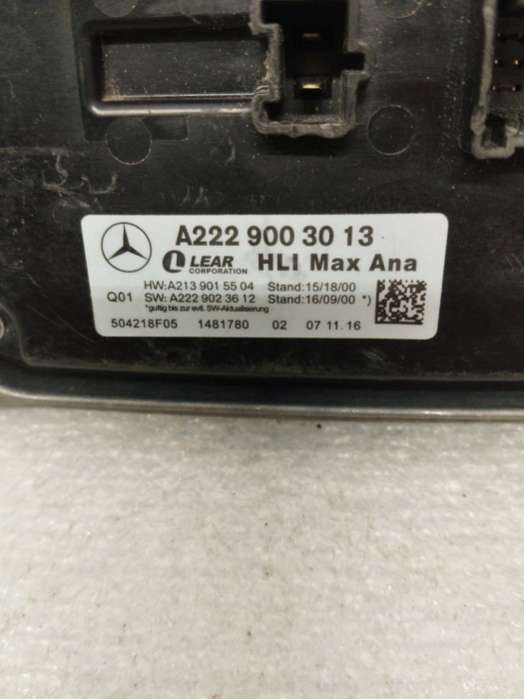 A222 900 30 13
LEAR CORPORATION HLI Max Ana
HW:A213 901 55 04 Stand:15/18/00
Q01 SW: A222 902 36 12 Stand:16/09/00 *)
*gültig bis zur evtl. SW-Aktualisierung
504218F05 1481780 02 07 11 16